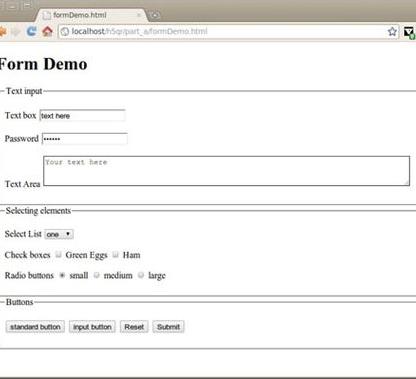 formDemo.html
localhost/h5qr/part_a/formDemo.html
Form Demo
Text input
Text box text here
Password ••••••
Your text here
Text Area
Selecting elements
Select List one
Check boxes Green Eggs Ham
Radio buttons small medium large
Buttons
standard button input button Reset Submit